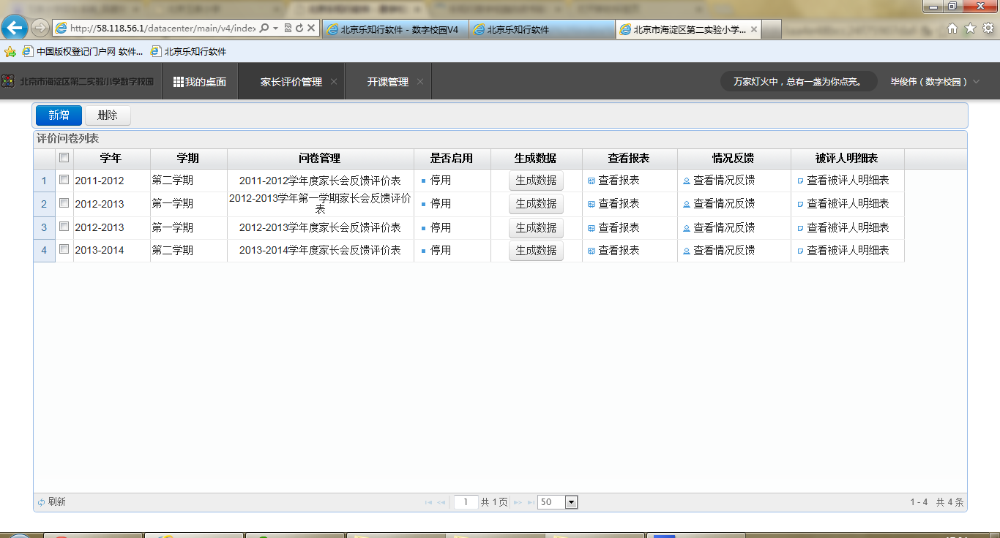 http://58.118.56.1/datacenter/main/v4/index
北京乐知行软件 - 数字校园V4
北京乐知行软件
北京市海淀区第二实验小学...
中国版权登记门户网 软件...
北京乐知行软件
北京市海淀区第二实验小学数字校园
我的桌面
家长评价管理
开课管理
万家灯火中，总有一盏为你点亮。
毕俊伟（数字校园）
新增 删除
评价问卷列表
学年 学期 问卷管理 是否启用 生成数据 查看报表 情况反馈 被评人明细表
1 2011-2012 第二学期 2011-2012学年度家长会反馈评价表 停用 生成数据 查看报表 查看情况反馈 查看被评人明细表
2 2012-2013 第一学期 2012-2013学年第一学期家长会反馈评价
表 停用 生成数据 查看报表 查看情况反馈 查看被评人明细表
3 2012-2013 第一学期 2012-2013学年度家长会反馈评价表 停用 生成数据 查看报表 查看情况反馈 查看被评人明细表
4 2013-2014 第二学期 2013-2014学年度家长会反馈评价表 停用 生成数据 查看报表 查看情况反馈 查看被评人明细表
刷新 1 共 1 页 50 1 - 4 共 4 条